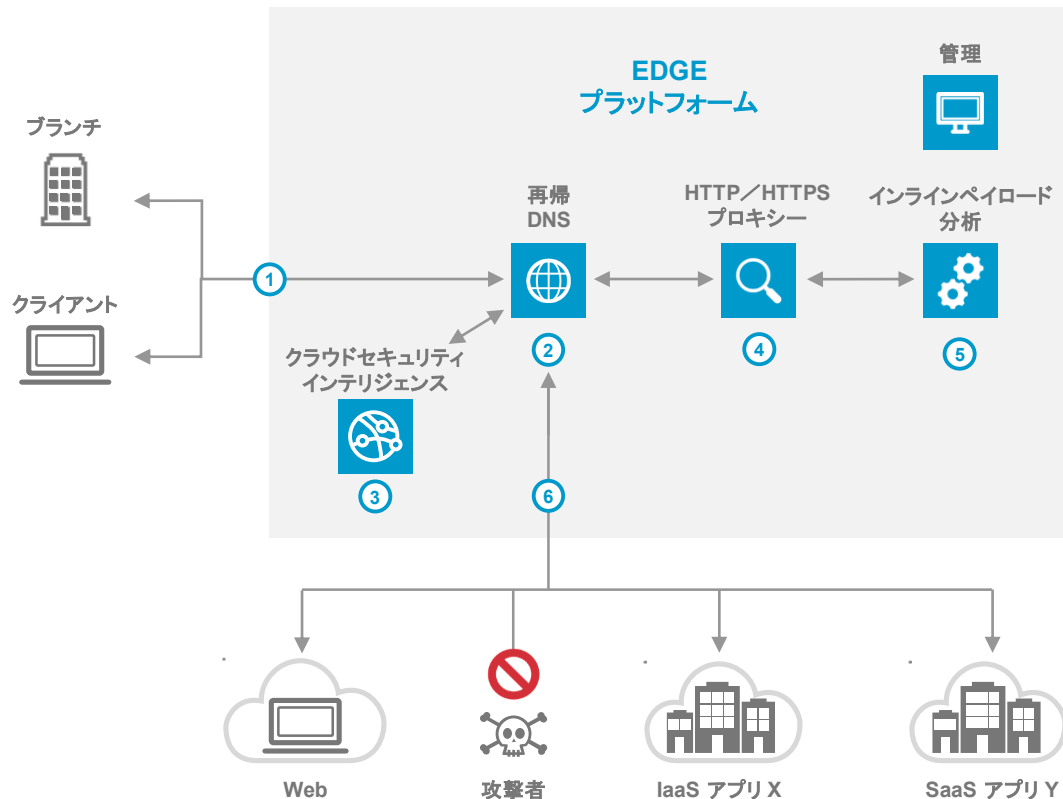 EDGE
プラットフォーム
管理
ブランチ
再帰
DNS
HTTP／HTTPS
プロキシー
インラインペイロード
分析
1
クライアント
2
4
5
クラウドセキュリティ
インテリジェンス
3
6
Web
攻撃者
IaaS アプリ X
SaaS アプリ Y